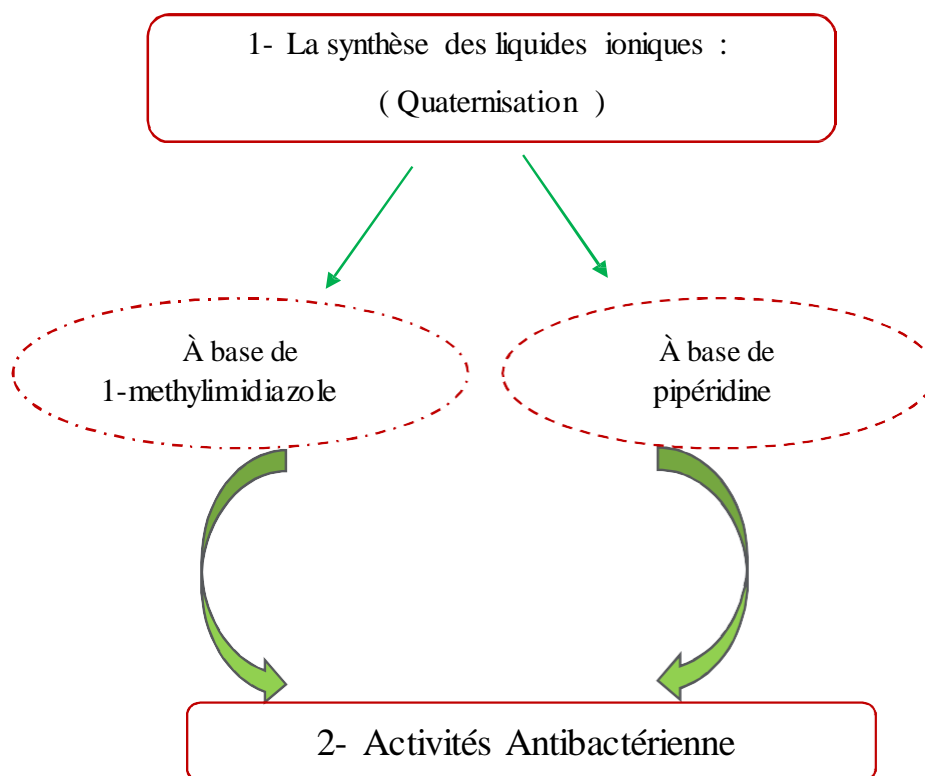 1- La synthèse des liquides ioniques :
( Quaternisation )
À base de
1-methylimidiazole
À base de
pipéridine
2- Activités Antibactérienne